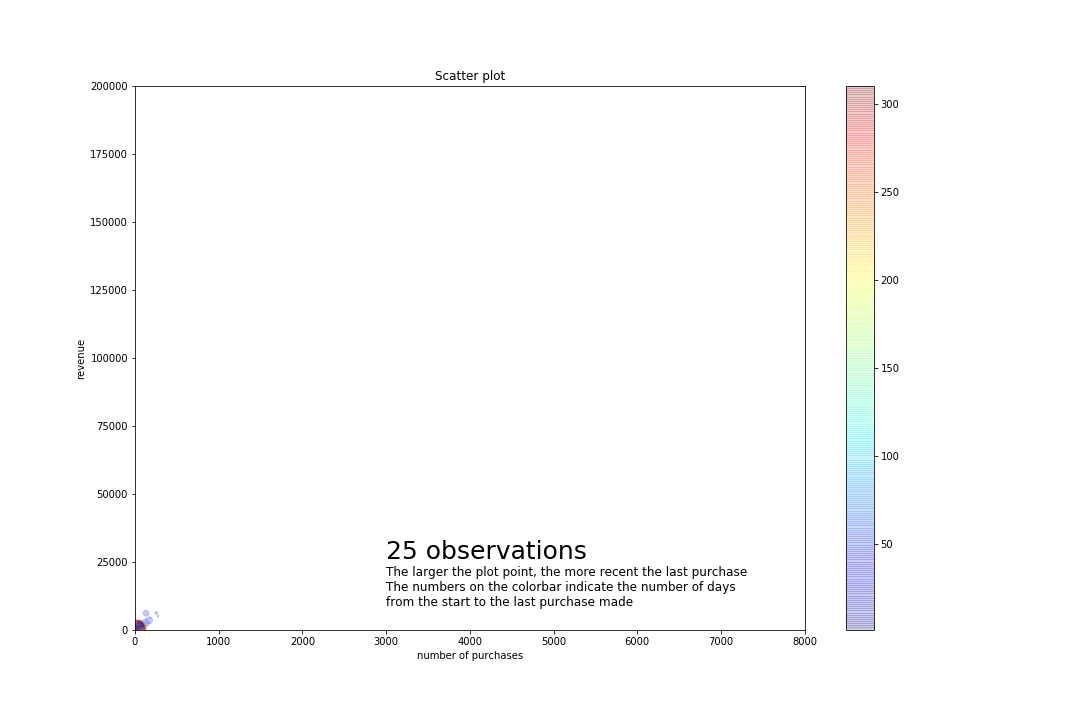 Scatter plot
200000
175000
150000
125000
100000
75000
50000
25000
0
revenue
25 observations
The larger the plot point, the more recent the last purchase
The numbers on the colorbar indicate the number of days
from the start to the last purchase made
0 1000 2000 3000 4000 5000 6000 7000 8000
number of purchases
300
250
200
150
100
50